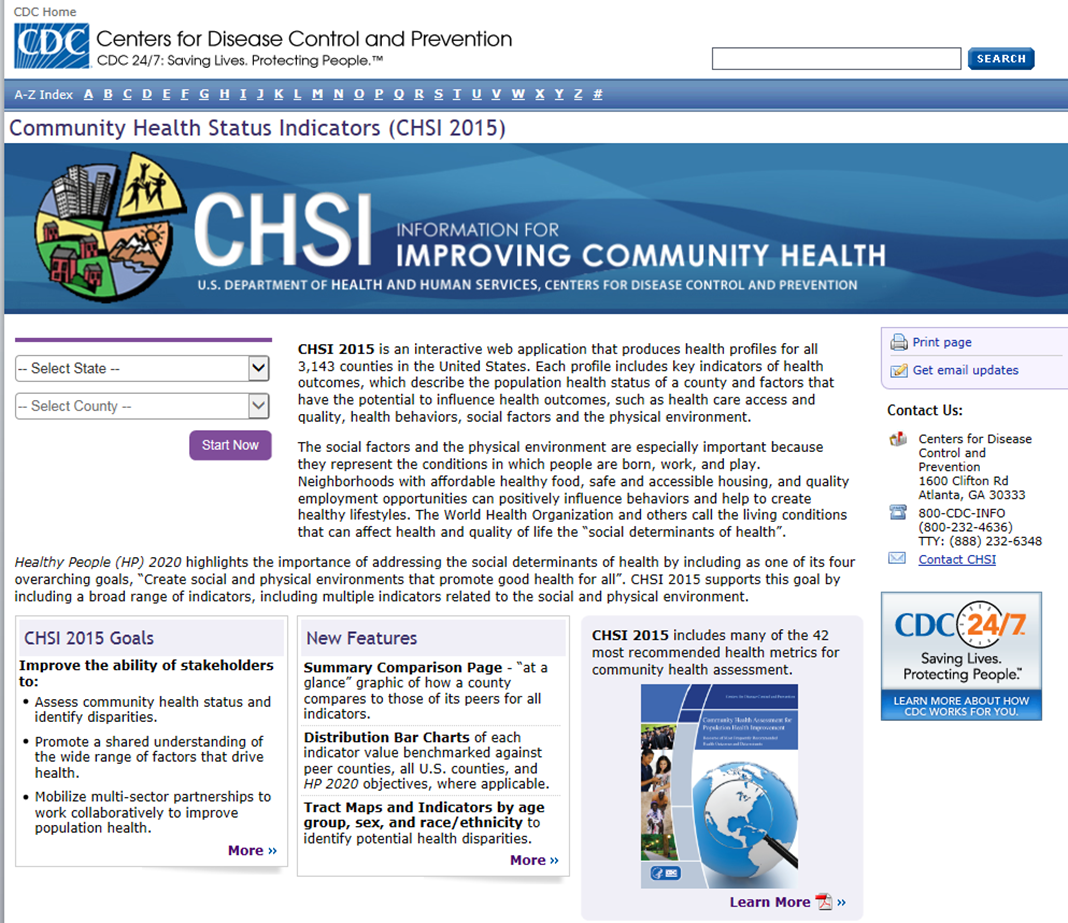 CDC Home
CDC Centers for Disease Control and Prevention
CDC 24/7: Saving Lives. Protecting People.™
SEARCH
A-Z Index A B C D E F G H I J K L M N O P Q R S T U V W X Y Z #
Community Health Status Indicators (CHSI 2015)
CHSI INFORMATION FOR
IMPROVING COMMUNITY HEALTH
U.S. DEPARTMENT OF HEALTH AND HUMAN SERVICES, CENTERS FOR DISEASE CONTROL AND PREVENTION
-- Select State --
-- Select County --
Start Now
CHSI 2015 is an interactive web application that produces health profiles for all
3,143 counties in the United States. Each profile includes key indicators of health
outcomes, which describe the population health status of a county and factors that
have the potential to influence health outcomes, such as health care access and
quality, health behaviors, social factors and the physical environment.
The social factors and the physical environment are especially important because
they represent the conditions in which people are born, work, and play.
Neighborhoods with affordable healthy food, safe and accessible housing, and quality
employment opportunities can positively influence behaviors and help to create
healthy lifestyles. The World Health Organization and others call the living conditions
that can affect health and quality of life the “social determinants of health”.
Healthy People (HP) 2020 highlights the importance of addressing the social determinants of health by including as one of its four
overarching goals, “Create social and physical environments that promote good health for all”. CHSI 2015 supports this goal by
including a broad range of indicators, including multiple indicators related to the social and physical environment.
CHSI 2015 Goals
Improve the ability of stakeholders
to:
• Assess community health status and
identify disparities.
• Promote a shared understanding of
the wide range of factors that drive
health.
• Mobilize multi-sector partnerships to
work collaboratively to improve
population health.
More »
New Features
Summary Comparison Page - “at a
glance” graphic of how a county
compares to those of its peers for all
indicators.
Distribution Bar Charts of each
indicator value benchmarked against
peer counties, all U.S. counties, and
HP 2020 objectives, where applicable.
Tract Maps and Indicators by age
group, sex, and race/ethnicity to
identify potential health disparities.
More »
CHSI 2015 includes many of the 42
most recommended health metrics for
community health assessment.
Centers for Disease Control and Prevention
Community Health Assessment for
Population Health Improvement
CDC
Learn More »
Print page
Get email updates
Contact Us:
Centers for Disease
Control and
Prevention
1600 Clifton Rd
Atlanta, GA 30333
800-CDC-INFO
(800-232-4636)
TTY: (888) 232-6348
Contact CHSI
CDC 24/7
Saving Lives.
Protecting People.™
LEARN MORE ABOUT HOW
CDC WORKS FOR YOU.